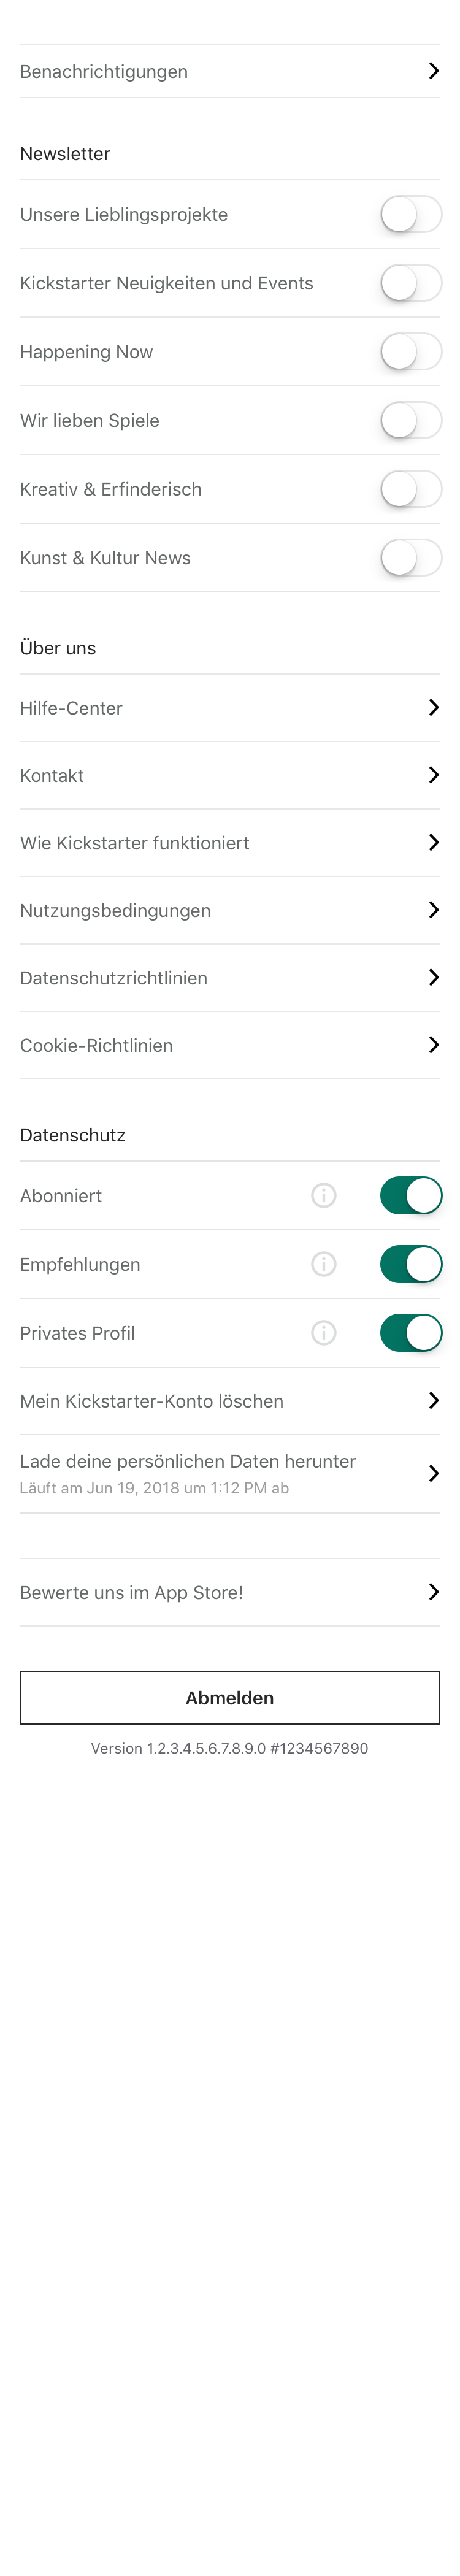 Benachrichtigungen
Newsletter
Unsere Lieblingsprojekte
Kickstarter Neuigkeiten und Events
Happening Now
Wir lieben Spiele
Kreativ & Erfinderisch
Kunst & Kultur News
Über uns
Hilfe-Center
Kontakt
Wie Kickstarter funktioniert
Nutzungsbedingungen
Datenschutzrichtlinien
Cookie-Richtlinien
Datenschutz
Abonniert
Empfehlungen
Privates Profil
Mein Kickstarter-Konto löschen
Lade deine persönlichen Daten herunter
Läuft am Jun 19, 2018 um 1:12 PM ab
Bewerte uns im App Store!
Abmelden
Version 1.2.3.4.5.6.7.8.9.0 #1234567890